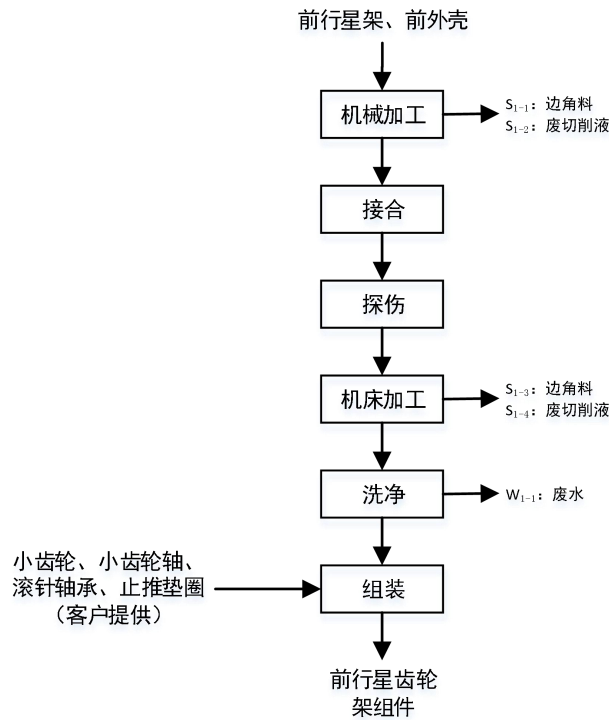 前行星架、前外壳
机械加工
S₁₋₁：边角料
S₁₋₂：废切削液
接合
探伤
机床加工
S₁₋₃：边角料
S₁₋₄：废切削液
洗净
W₁₋₁：废水
小齿轮、小齿轮轴、
滚针轴承、止推垫圈
（客户提供）
组装
前行星齿轮
架组件